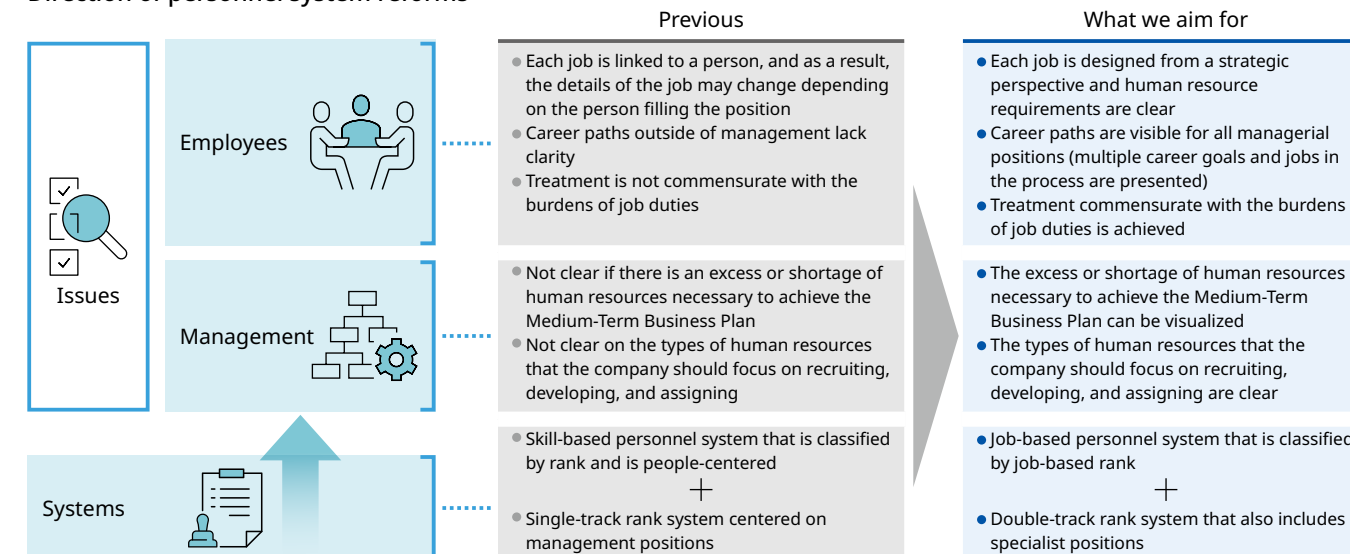 Direction of personnel system reforms
Previous
What we aim for
Issues
Employees
Each job is linked to a person, and as a result,
the details of the job may change depending
on the person filling the position
Career paths outside of management lack
clarity
Treatment is not commensurate with the
burdens of job duties
Each job is designed from a strategic
perspective and human resource
requirements are clear
Career paths are visible for all managerial
positions (multiple career goals and jobs in
the process are presented)
Treatment commensurate with the burdens
of job duties is achieved
Management
Not clear if there is an excess or shortage of
human resources necessary to achieve the
Medium-Term Business Plan
Not clear on the types of human resources
that the company should focus on recruiting,
developing, and assigning
The excess or shortage of human resources
necessary to achieve the Medium-Term
Business Plan can be visualized
The types of human resources that the
company should focus on recruiting,
developing, and assigning are clear
Systems
Skill-based personnel system that is classified
by rank and is people-centered
+
Single-track rank system centered on
management positions
Job-based personnel system that is classified
by job-based rank
+
Double-track rank system that also includes
specialist positions